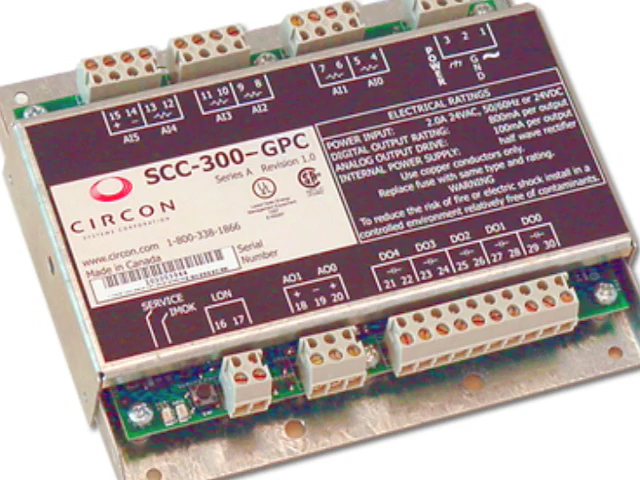 3 2 1
POWER
GND
7 6 5 4
AI1 AI0
11 10 9 8
AI3 AI2
15 14 13 12
+ −
AI5 AI4
ELECTRICAL RATINGS
POWER INPUT: 2.0A 24VAC, 50/60Hz or 24VDC
DIGITAL OUTPUT RATING: 800mA per output
ANALOG OUTPUT DRIVE: 100mA per output
INTERNAL POWER SUPPLY: half wave rectifier
Use copper conductors only.
Replace fuse with same type and rating.
WARNING
To reduce the risk of fire or electric shock install in a
controlled environment relatively free of contaminants.
SCC-300-GPC
Series A Revision 1.0
CIRCON
SYSTEMS CORPORATION
UL
www.circon.com 1-800-338-1866
Made in Canada
Serial
Number
SERVICE
IMOK
LON
16 17
AO1 AO0
+ − +
18 19 20
DO4 DO3 DO2 DO1 DO0
21 22 23 24 25 26 27 28 29 30